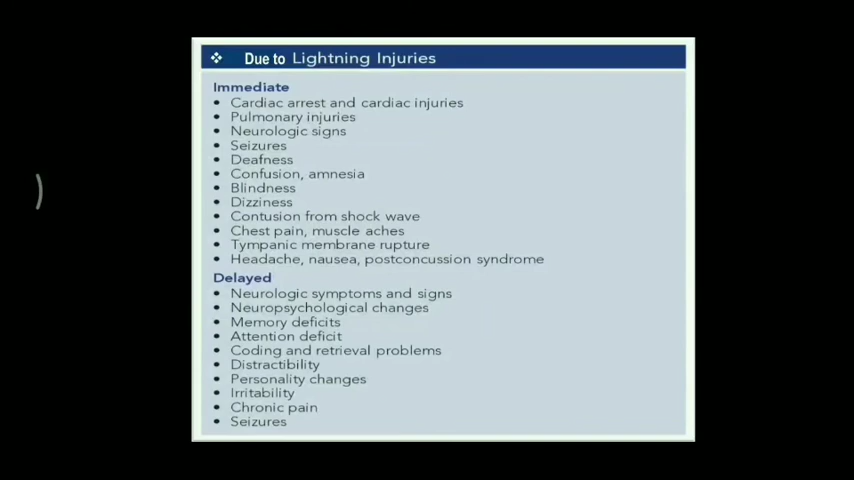 ❖ Due to Lightning Injuries
Immediate
• Cardiac arrest and cardiac injuries
• Pulmonary injuries
• Neurologic signs
• Seizures
• Deafness
• Confusion, amnesia
• Blindness
• Dizziness
• Contusion from shock wave
• Chest pain, muscle aches
• Tympanic membrane rupture
• Headache, nausea, postconcussion syndrome
Delayed
• Neurologic symptoms and signs
• Neuropsychological changes
• Memory deficits
• Attention deficit
• Coding and retrieval problems
• Distractibility
• Personality changes
• Irritability
• Chronic pain
• Seizures